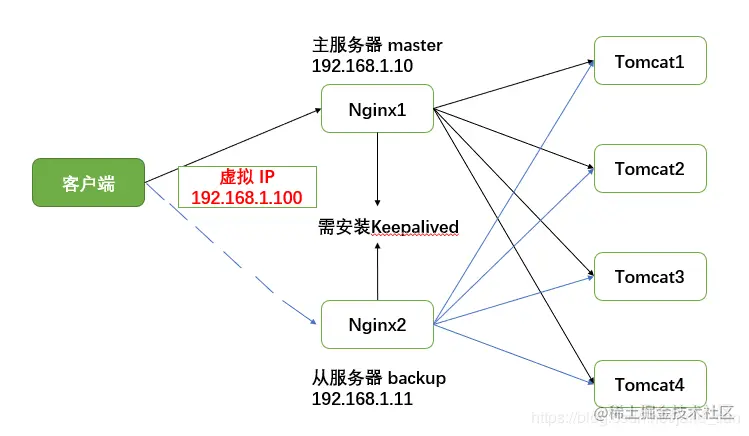 主服务器 master
192.168.1.10
Nginx1
Tomcat1
客户端
虚拟 IP
192.168.1.100
Tomcat2
需安装Keepalived
Tomcat3
Nginx2
从服务器 backup
192.168.1.11
Tomcat4
@稀土掘金技术社区